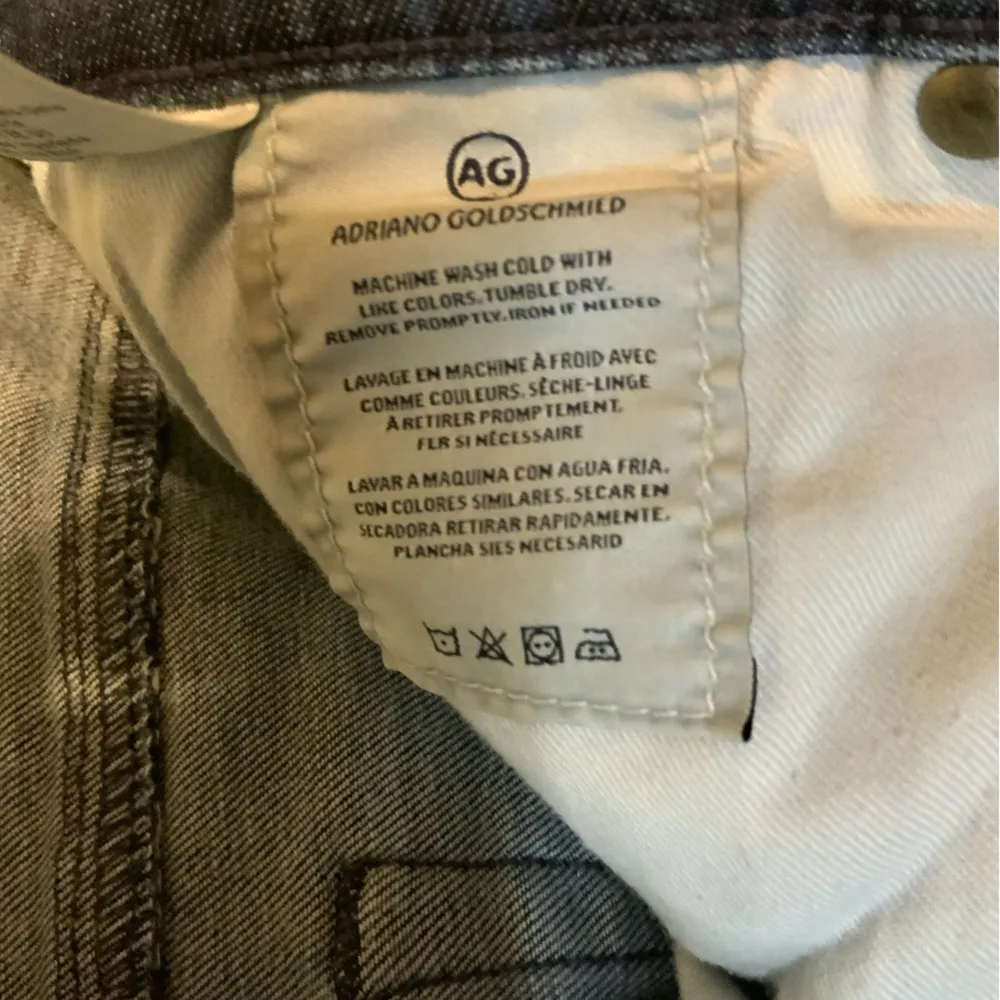 AG
ADRIANO GOLDSCHMILD
MACHINE WASH COLD WITH
LIKE COLORS. TUMBLE DRY.
REMOVE PROMPTLY. IRON IF NEEDED
LAVAGE EN MACHINE À FROID AVEC
COMME COULEURS. SÈCHE-LINGE
À RETIRER PROMPTEMENT.
FER SI NÉCESSAIRE
LAVAR A MAQUINA CON AGUA FRIA.
CON COLORES SIMILARES. SECAR EN
SECADORA RETIRAR RAPIDAMENTE.
PLANCHA SIES NECESARID